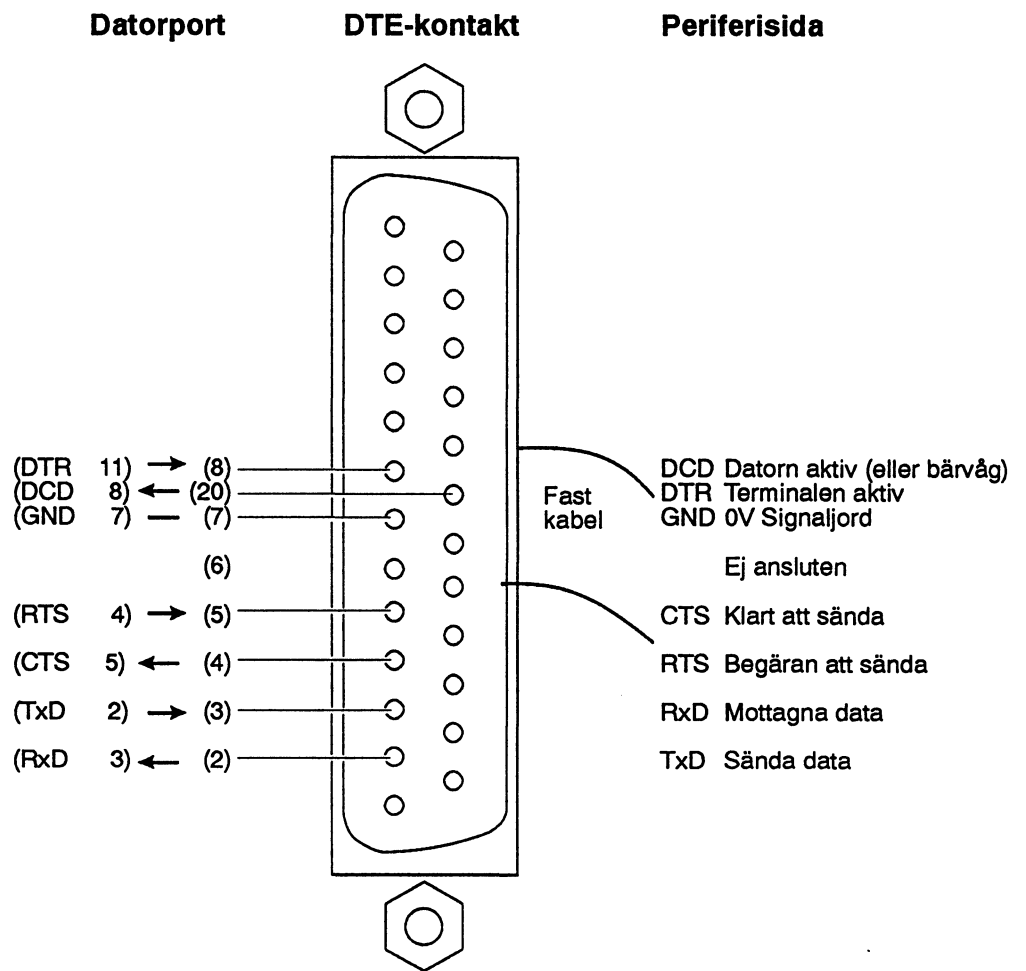 Datorport DTE-kontakt Periferisida
(DTR 11) → (8) DCD Datorn aktiv (eller bärvåg)
(DCD 8) ← (20) DTR Terminalen aktiv
(GND 7) — (7) GND 0V Signaljord
Fast
kabel
(6) Ej ansluten
(RTS 4) → (5) CTS Klart att sända
(CTS 5) ← (4) RTS Begäran att sända
(TxD 2) → (3) RxD Mottagna data
(RxD 3) ← (2) TxD Sända data